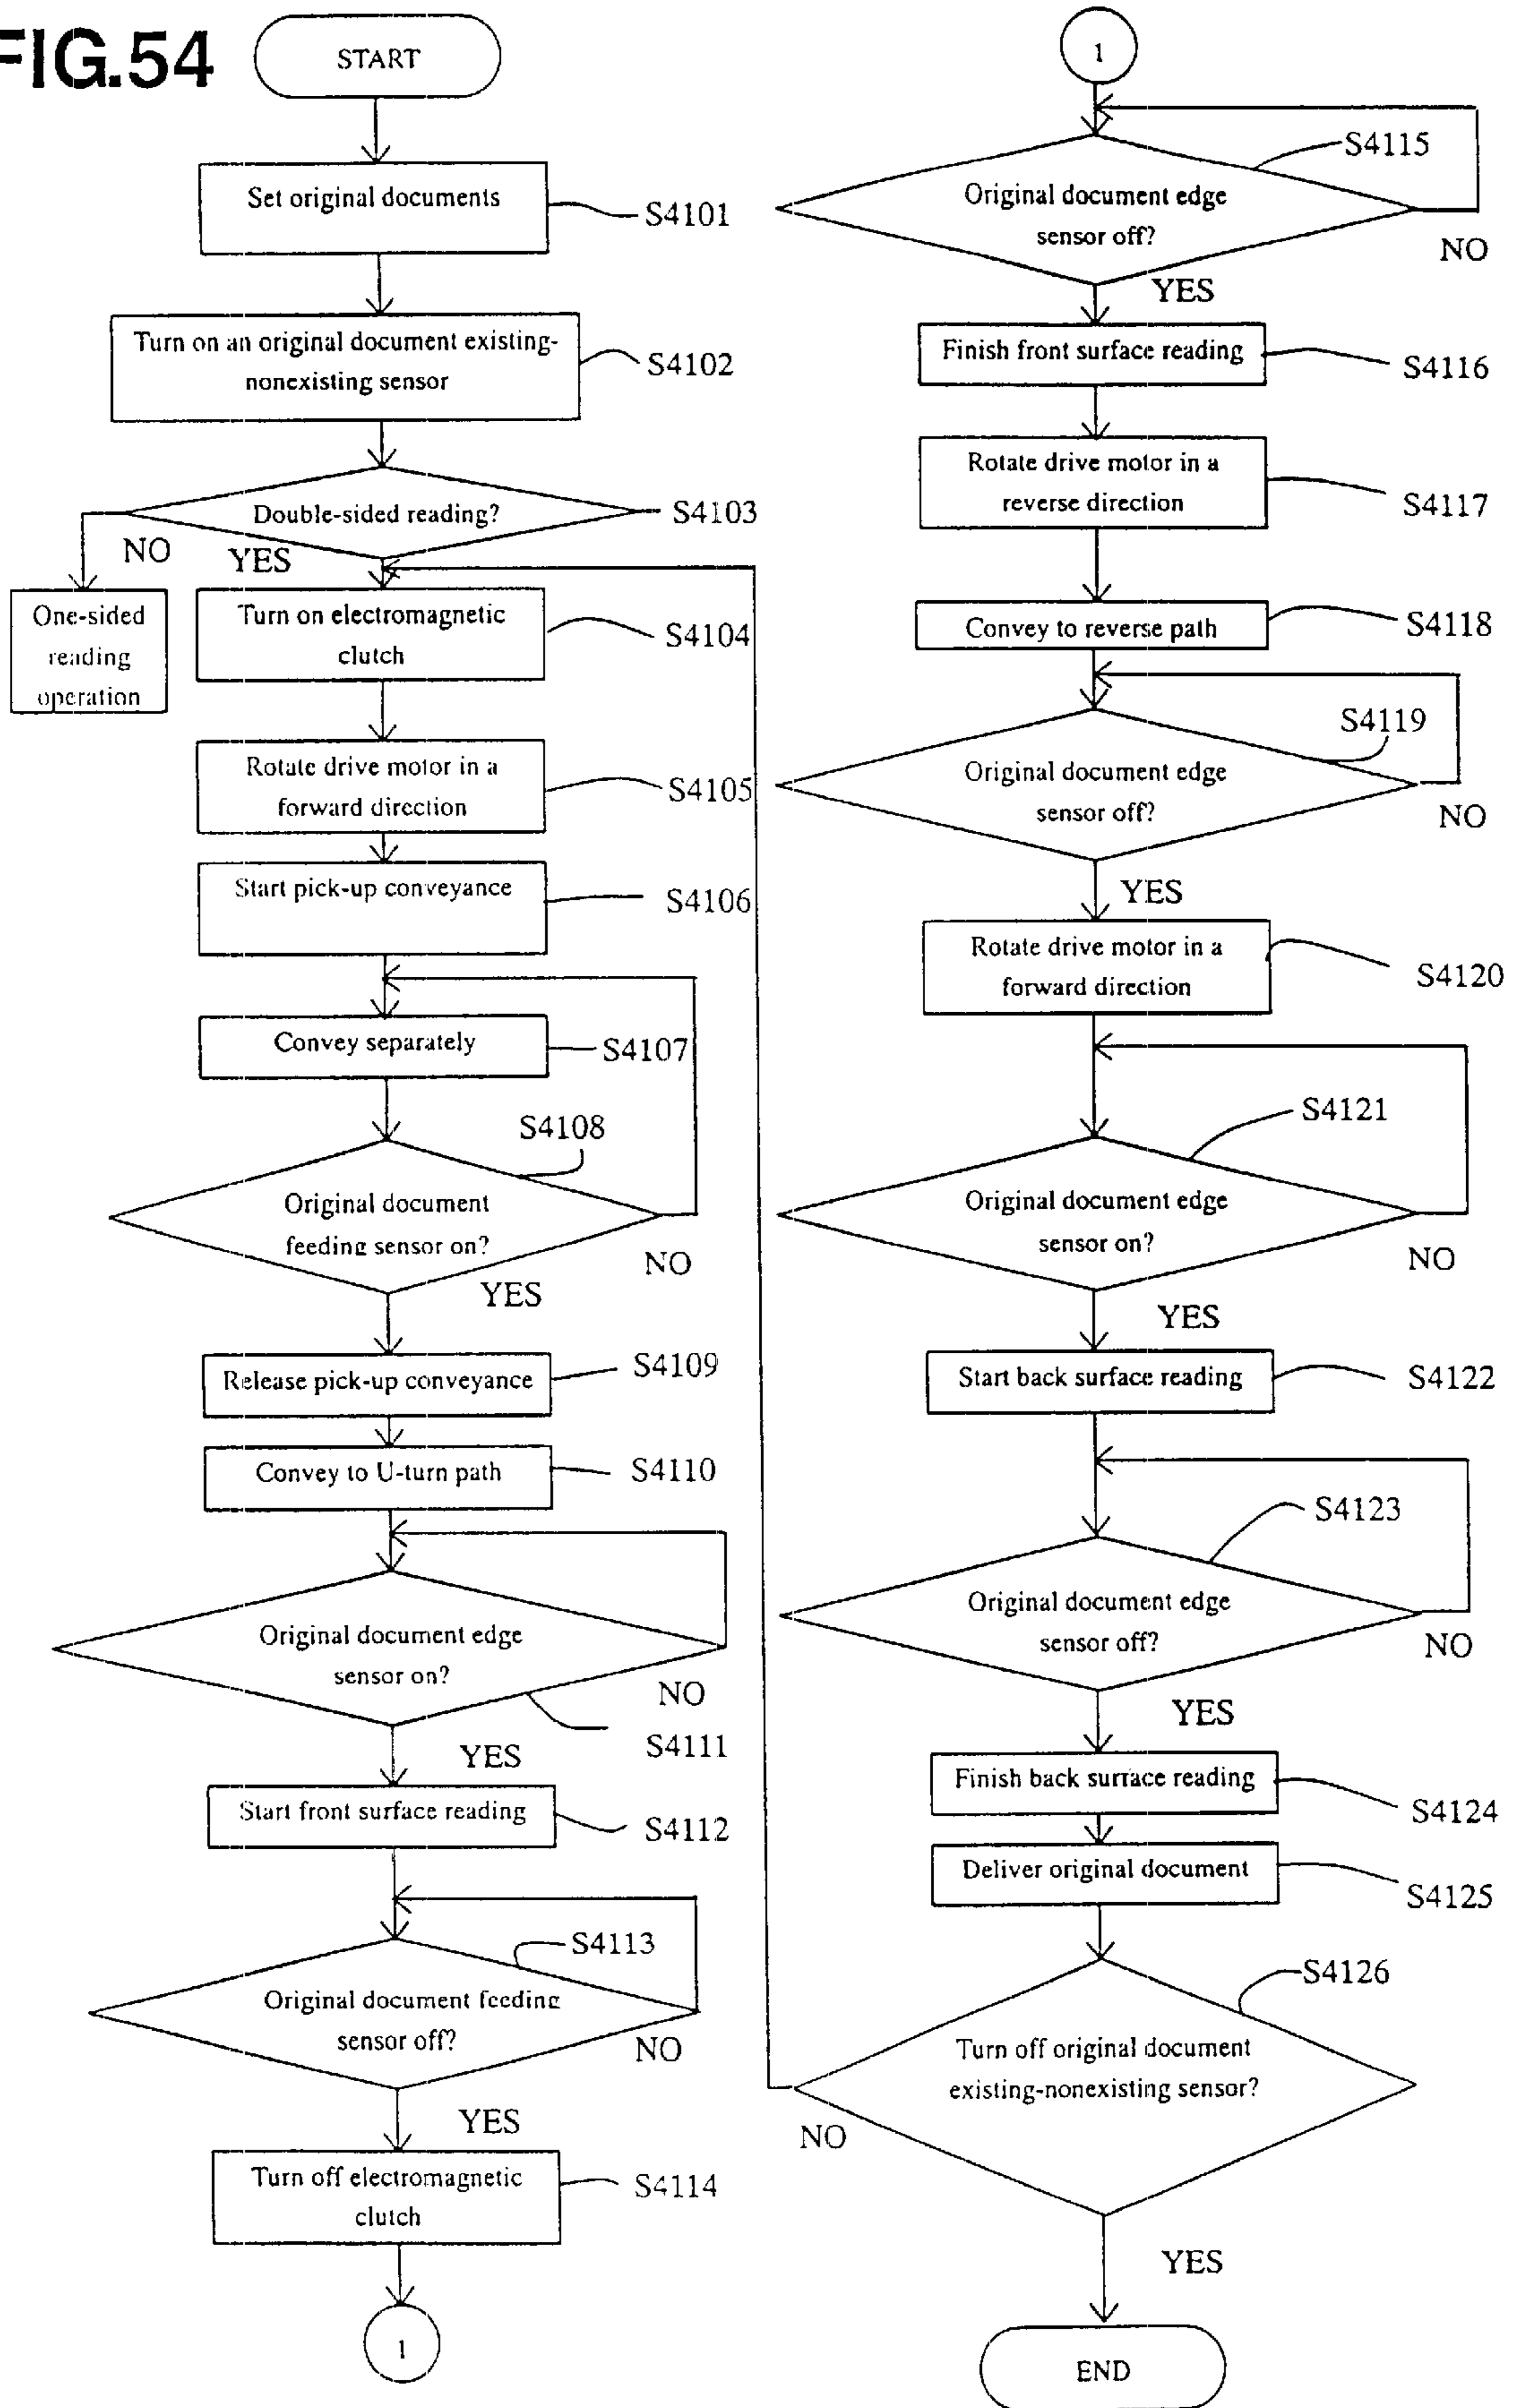 FIG.54
START
Set original documents
S4101
Turn on an original document existing-
nonexisting sensor
S4102
Double-sided reading?
S4103
NO
YES
One-sided
reading
operation
Turn on electromagnetic
clutch
S4104
Rotate drive motor in a
forward direction
S4105
Start pick-up conveyance
S4106
Convey separately
S4107
S4108
Original document
feeding sensor on?
NO
YES
Release pick-up conveyance
S4109
Convey to U-turn path
S4110
Original document edge
sensor on?
NO
S4111
YES
Start front surface reading
S4112
S4113
Original document feeding
sensor off?
NO
YES
Turn off electromagnetic
clutch
S4114
1
1
S4115
Original document edge
sensor off?
NO
YES
Finish front surface reading
S4116
Rotate drive motor in a
reverse direction
S4117
Convey to reverse path
S4118
S4119
Original document edge
sensor off?
NO
YES
Rotate drive motor in a
forward direction
S4120
S4121
Original document edge
sensor on?
NO
YES
Start back surface reading
S4122
S4123
Original document edge
sensor off?
NO
YES
Finish back surface reading
S4124
Deliver original document
S4125
S4126
Turn off original document
existing-nonexisting sensor?
NO
YES
END